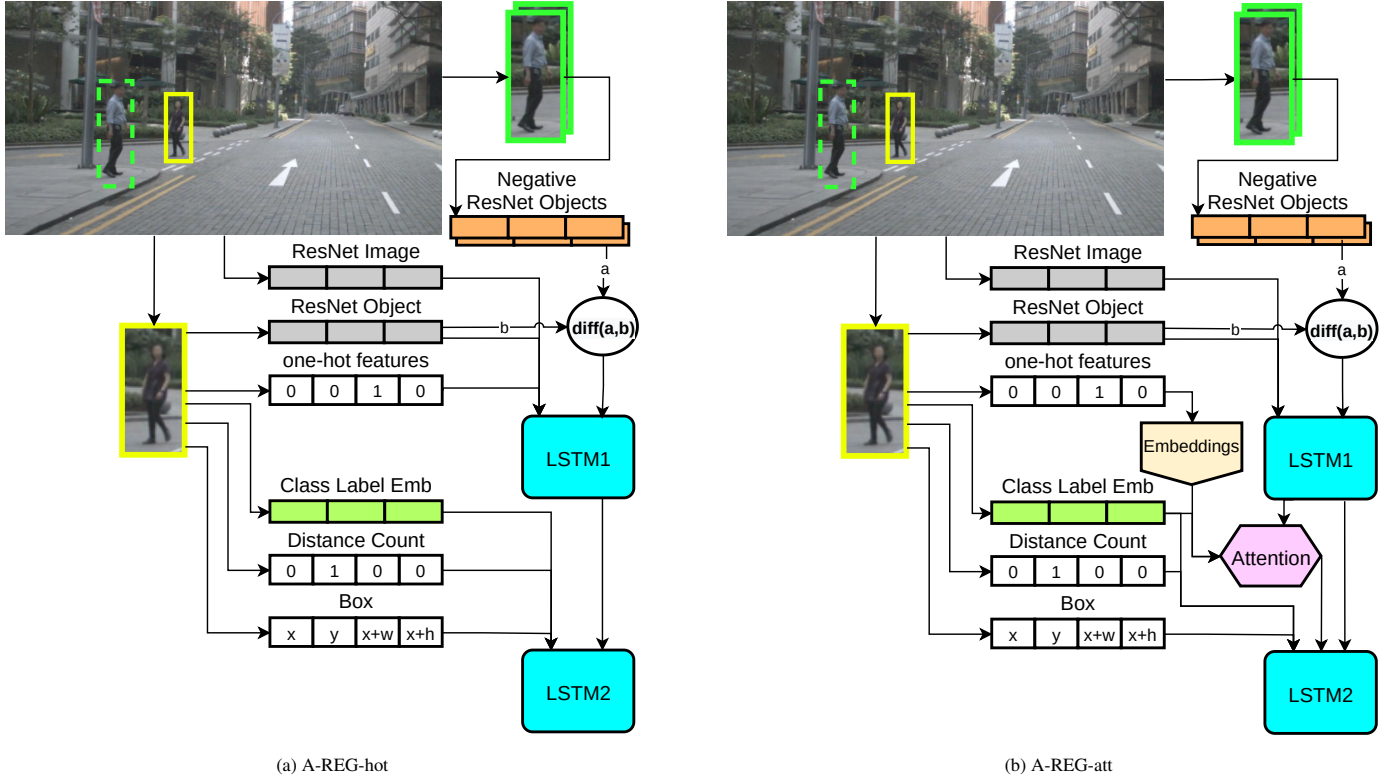 Negative
ResNet Objects
ResNet Image
a
ResNet Object
b
diff(a,b)
one-hot features
0 0 1 0
LSTM1
Class Label Emb
Distance Count
0 1 0 0
Box
x y x+w x+h
LSTM2
(a) A-REG-hot
Negative
ResNet Objects
ResNet Image
a
ResNet Object
b
diff(a,b)
one-hot features
0 0 1 0
Embeddings
LSTM1
Class Label Emb
Distance Count
Attention
0 1 0 0
Box
x y x+w x+h
LSTM2
(b) A-REG-att